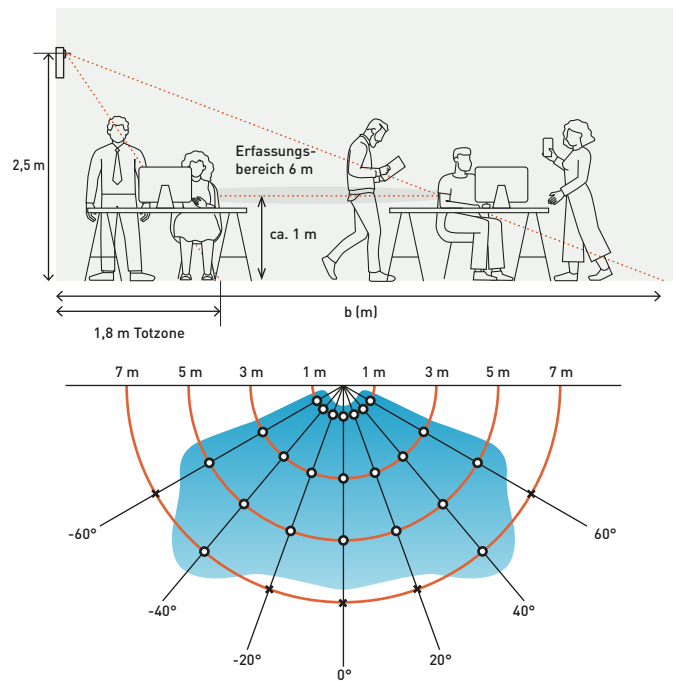 2,5 m
Erfassungs-
bereich 6 m
ca. 1 m
b (m)
1,8 m Totzone
7 m 5 m 3 m 1 m 1 m 3 m 5 m 7 m
-60° 60°
-40° 40°
-20° 20°
0°